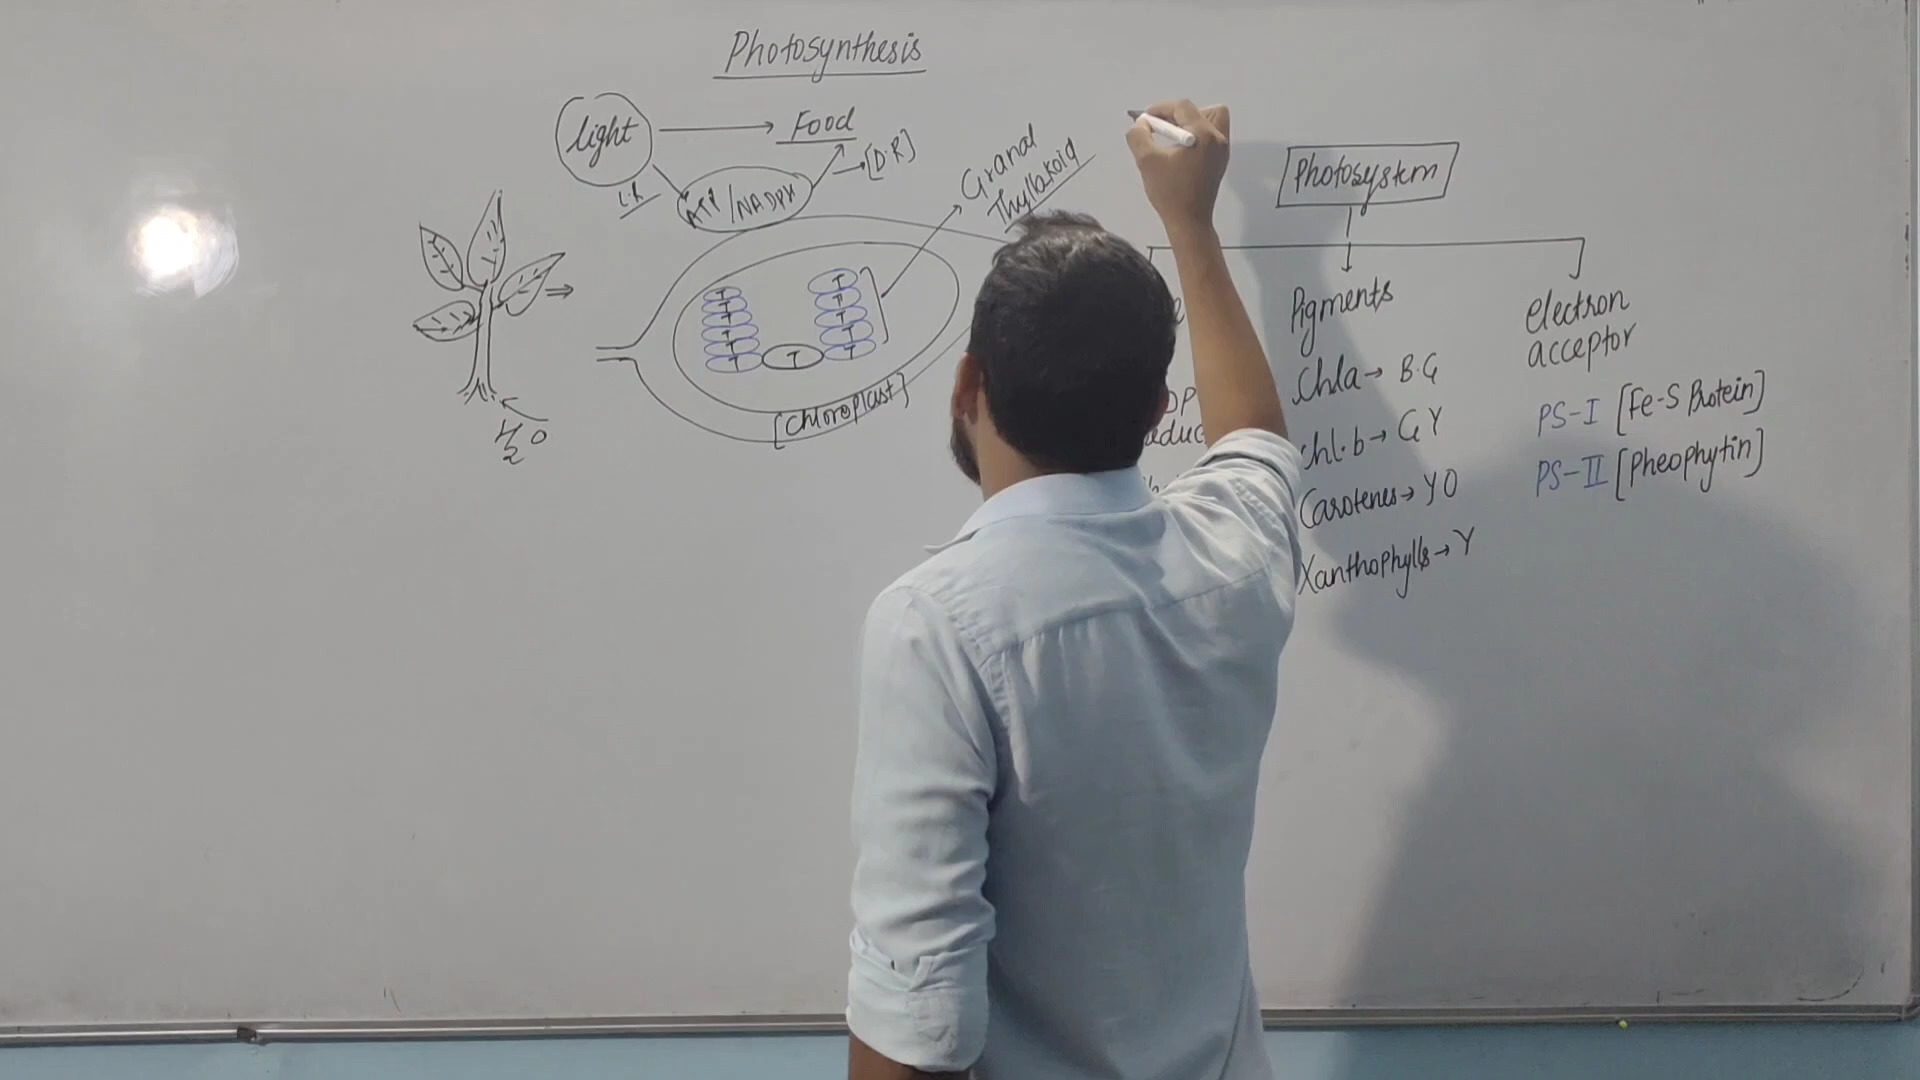 Photosynthesis
light → Food
L.R
ATP/NADPH
→[D.R]
Granal
Thyllakoid
T
T
T
T
T
T
T
T
T
T
T
[Chloroplast]
H2O
Photosystem
Pigments
Chla → B.G
Chl.b → G Y
Carotenes → Y O
Xanthophylls → Y
electron
acceptor
PS-I [Fe-S Protein]
PS-II [Pheophytin]